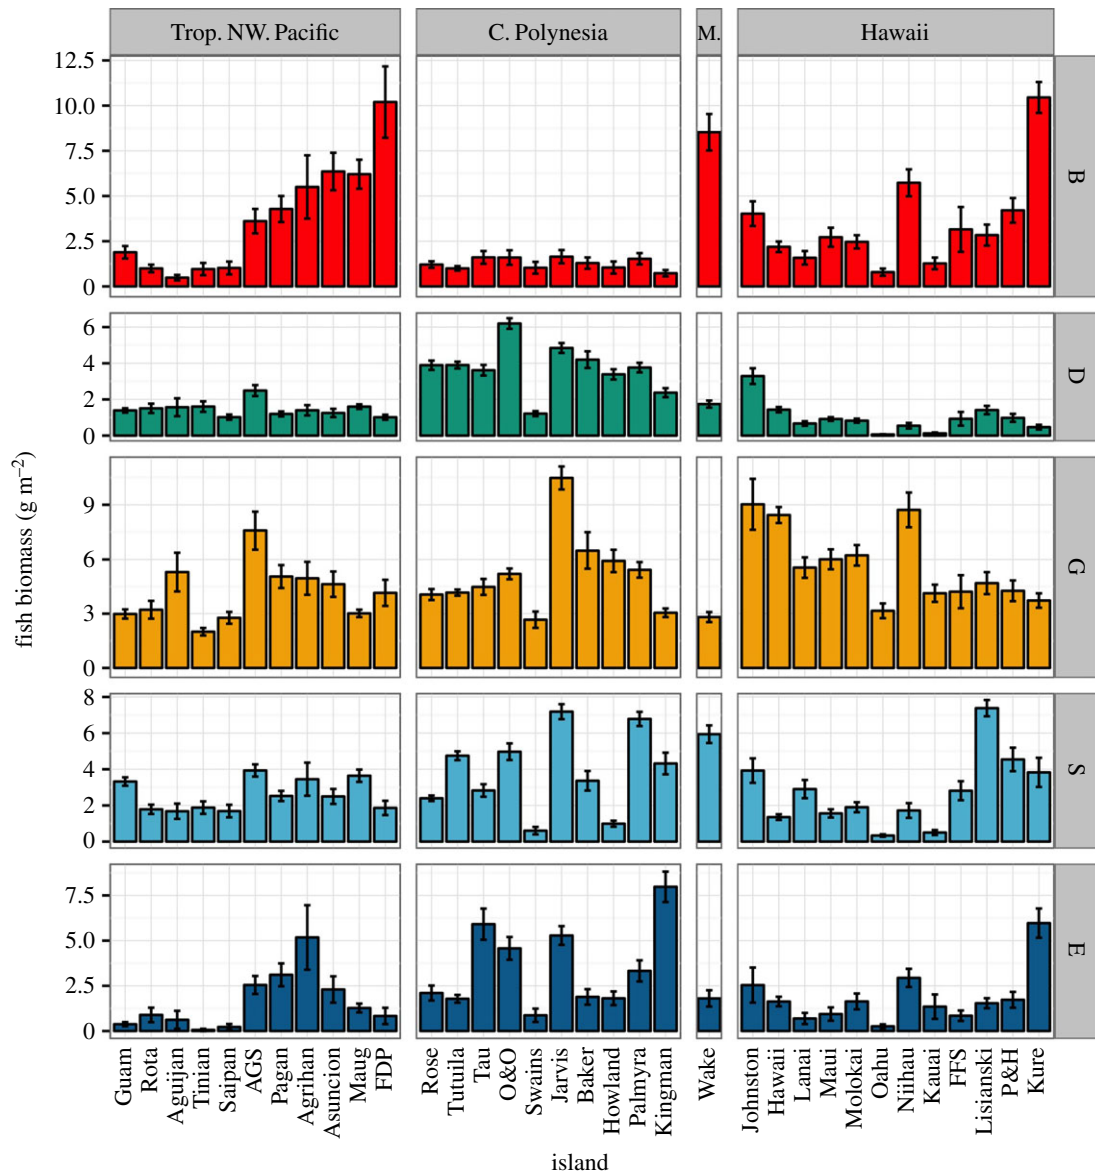 Trop. NW. Pacific
C. Polynesia
M.
Hawaii
12.5
10.0
7.5
5.0
2.5
0
B
6
4
2
0
D
9
6
3
0
G
8
6
4
2
0
S
7.5
5.0
2.5
0
E
fish biomass (g m⁻²)
Guam
Rota
Aguijan
Tinian
Saipan
AGS
Pagan
Agrihan
Asuncion
Maug
FDP
Rose
Tutuila
Tau
O&O
Swains
Jarvis
Baker
Howland
Palmyra
Kingman
Wake
Johnston
Hawaii
Lanai
Maui
Molokai
Oahu
Niihau
Kauai
FFS
Lisianski
P&H
Kure
island